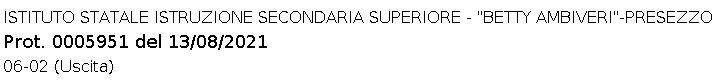 ISTITUTO STATALE ISTRUZIONE SECONDARIA SUPERIORE - "BETTY AMBIVERI"-PRESEZZO
Prot. 0005951 del 13/08/2021
06-02 (Uscita)